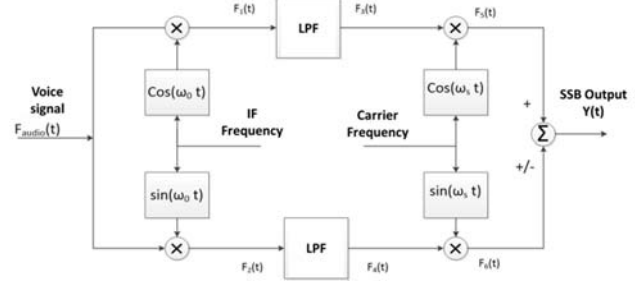 F₁(t)
LPF
F₃(t)
F₅(t)
Voice
signal
F_audio(t)
Cos(ω₀ t)
IF
Frequency
Carrier
Frequency
Cos(ωₛ t)
SSB Output
Y(t)
+
Σ
+/-
sin(ω₀ t)
sin(ωₛ t)
F₂(t)
LPF
F₄(t)
F₆(t)